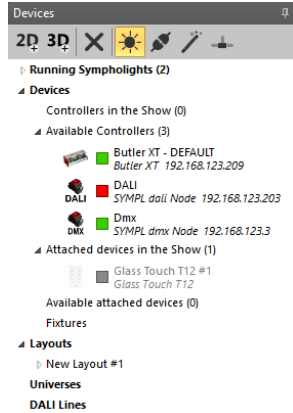 Devices
2D 3D
Running Sympholights (2)
Devices
Controllers in the Show (0)
Available Controllers (3)
Butler XT - DEFAULT
Butler XT 192.168.123.209
DALI
DALI
SYMPL dali Node 192.168.123.203
Dmx
DMX
SYMPL dmx Node 192.168.123.3
Attached devices in the Show (1)
Glass Touch T12 #1
Glass Touch T12
Available attached devices (0)
Fixtures
Layouts
New Layout #1
Universes
DALI Lines